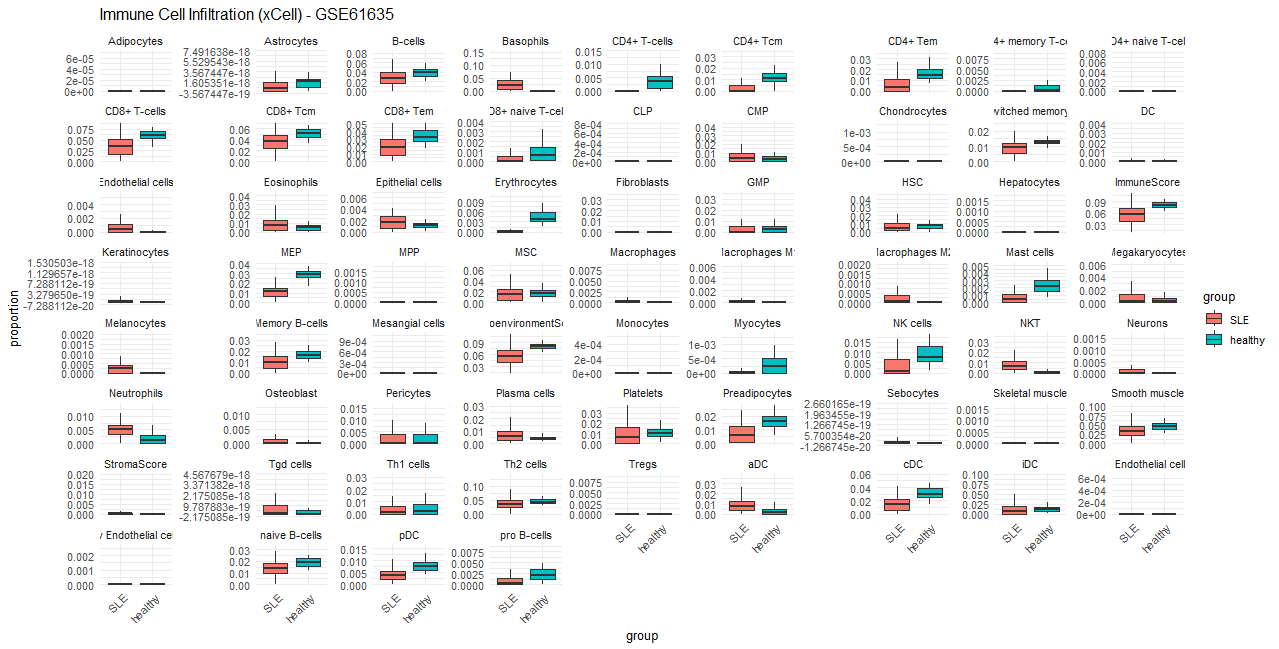 Immune Cell Infiltration (xCell) - GSE61635
Adipocytes Astrocytes B-cells Basophils CD4+ T-cells CD4+ Tcm CD4+ Tem 4+ memory T-ce 04+ naive T-cel
6e-05 4e-05 2e-05 0e+00
7.491638e-18 5.529543e-18 3.567447e-18 1.605351e-18 -3.567447e-19
0.08 0.06 0.04 0.02 0.00
0.15 0.10 0.05 0.00
0.015 0.010 0.005 0.000
0.03 0.02 0.01 0.00
0.03 0.02 0.01 0.00
0.0075 0.0050 0.0025 0.0000
0.008 0.006 0.004 0.002 0.000
CD8+ T-cells CD8+ Tcm CD8+ Tem D8+ naive T-cel CLP CMP Chondrocytes vitched memory DC
0.075 0.050 0.025 0.000
0.06 0.04 0.02 0.00
0.05 0.04 0.03 0.02 0.01 0.00
0.004 0.003 0.002 0.001 0.000
8e-04 6e-04 4e-04 2e-04 0e+00
0.04 0.03 0.02 0.01 0.00
1e-03 5e-04 0e+00
0.02 0.01 0.00
0.004 0.003 0.002 0.001 0.000
Endothelial cells Eosinophils Epithelial cells Erythrocytes Fibroblasts GMP HSC Hepatocytes ImmuneScore
0.004 0.002 0.000
0.04 0.03 0.02 0.01 0.00
0.006 0.004 0.002 0.000
0.009 0.006 0.003 0.000
0.03 0.02 0.01 0.00
0.03 0.02 0.01 0.00
0.04 0.03 0.02 0.01 0.00
0.0015 0.0010 0.0005 0.0000
0.09 0.06 0.03
Keratinocytes MEP MPP MSC Macrophages lacrophages M1 lacrophages M2 Mast cells Megakaryocytes
1.530503e-18 1.129657e-18 7.288112e-19 3.279650e-19 -7.288112e-20
0.04 0.03 0.02 0.01 0.00
0.0015 0.0010 0.0005 0.0000
0.06 0.04 0.02 0.00
0.0075 0.0050 0.0025 0.0000
0.006 0.004 0.002 0.000
0.0020 0.0015 0.0010 0.0005 0.0000
0.005 0.004 0.003 0.002 0.001 0.000
0.006 0.004 0.002 0.000
Melanocytes Memory B-cells Mesangial cells oenvironmentSc Monocytes Myocytes NK cells NKT Neurons
0.0020 0.0015 0.0010 0.0005 0.0000
0.03 0.02 0.01 0.00
9e-04 6e-04 3e-04 0e+00
0.09 0.06 0.03
4e-04 2e-04 0e+00
1e-03 5e-04 0e+00
0.015 0.010 0.005 0.000
0.03 0.02 0.01 0.00
0.0015 0.0010 0.0005 0.0000
Neutrophils Osteoblast Pericytes Plasma cells Platelets Preadipocytes Sebocytes Skeletal muscle Smooth muscle
0.010 0.005 0.000
0.010 0.005 0.000
0.015 0.010 0.005 0.000
0.03 0.02 0.01 0.00
0.03 0.02 0.01 0.00
0.02 0.01 0.00
2.660165e-19 1.963455e-19 1.266745e-19 5.700354e-20 -1.266745e-20
0.0015 0.0010 0.0005 0.0000
0.100 0.075 0.050 0.025 0.000
StromaScore Tgd cells Th1 cells Th2 cells Tregs aDC cDC iDC Endothelial cell
0.020 0.015 0.010 0.005 0.000
4.567679e-18 3.371382e-18 2.175085e-18 9.787883e-19 -2.175085e-19
0.03 0.02 0.01 0.00
0.10 0.05 0.00
0.0075 0.0050 0.0025 0.0000
0.03 0.02 0.01 0.00
0.06 0.04 0.02 0.00
0.100 0.075 0.050 0.025 0.000
6e-04 4e-04 2e-04 0e+00
SLE healthy SLE healthy SLE healthy SLE healthy SLE healthy
y Endothelial cel naive B-cells pDC pro B-cells
0.002 0.001 0.000
0.03 0.02 0.01 0.00
0.015 0.010 0.005 0.000
0.0075 0.0050 0.0025 0.0000
SLE healthy SLE healthy SLE healthy SLE healthy
group
proportion
group
SLE
healthy